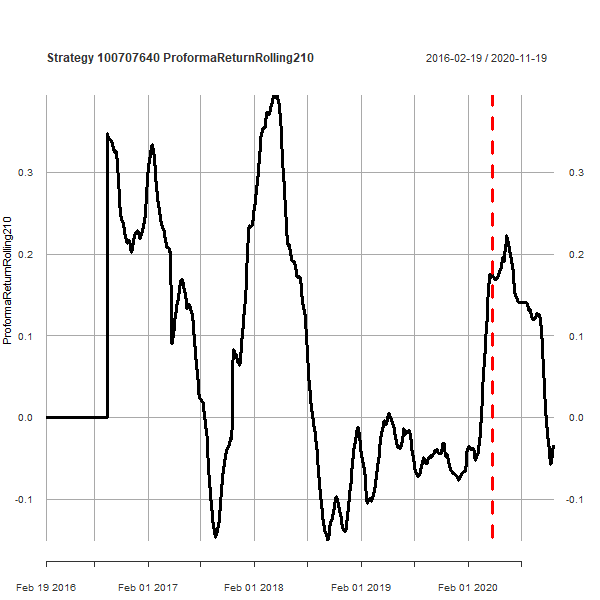 Strategy 100707640 ProformaReturnRolling210
2016-02-19 / 2020-11-19
ProformaReturnRolling210
0.3
0.3
0.2
0.2
0.1
0.1
0.0
0.0
-0.1
-0.1
Feb 19 2016
Feb 01 2017
Feb 01 2018
Feb 01 2019
Feb 01 2020